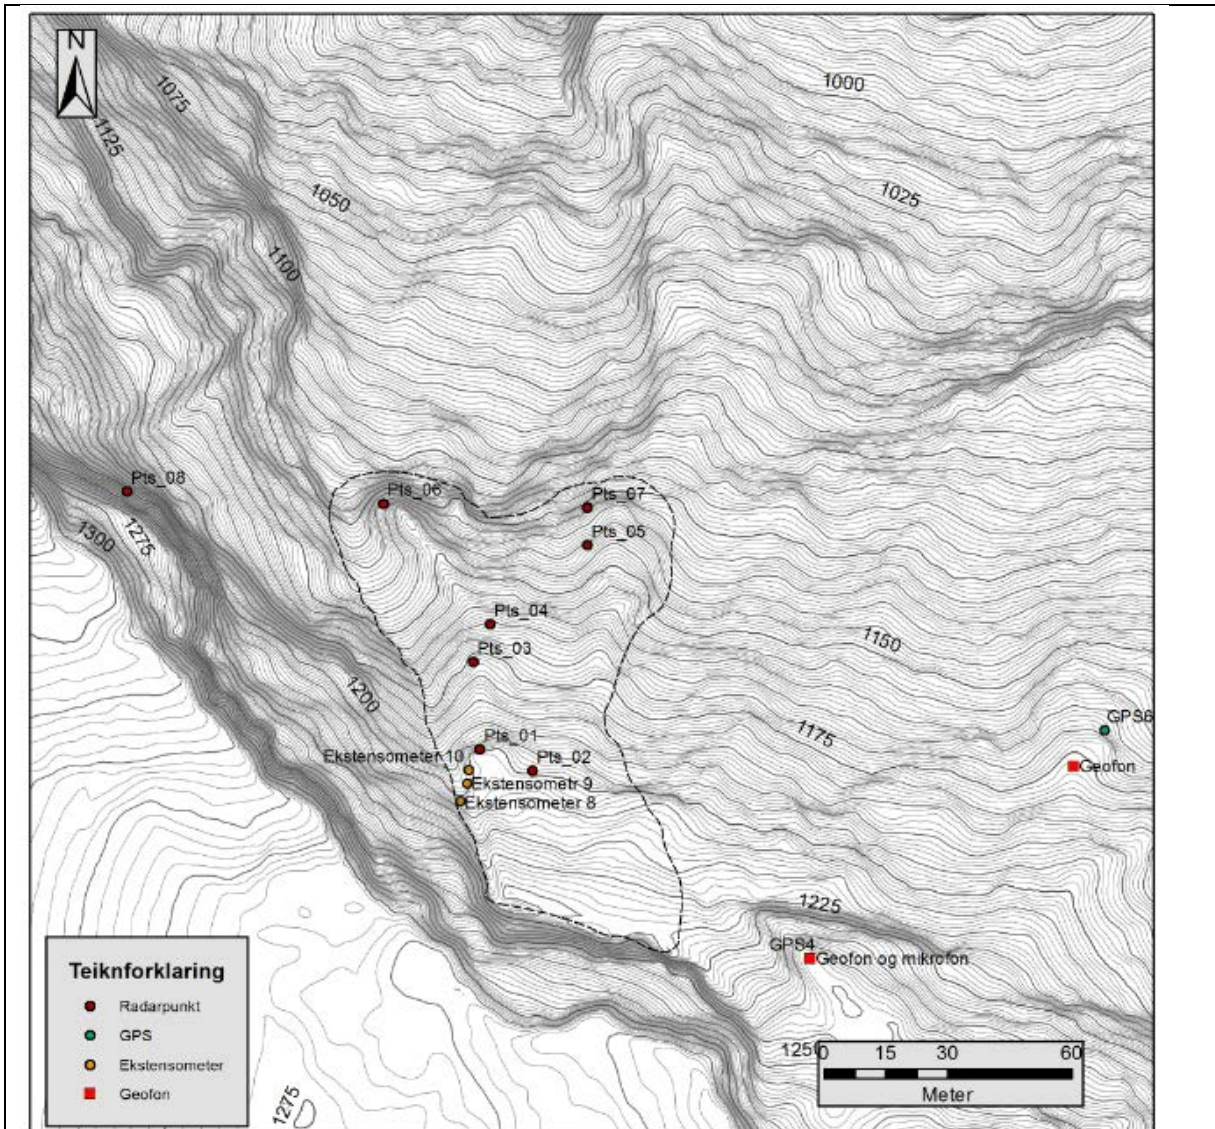 N
1000
1075
1125
1050
1025
1100
Pts_08
Pts_06
Pts_07
1275
1300
Pts_05
Pts_04
1150
Pts_03
1200
GPS6
1175
Pts_01
Ekstensometer 10
Pts_02
Geofon
Ekstensometr 9
Ekstensometer 8
1225
GPS4
Geofon og mikrofon
Teiknforklaring
Radarpunkt
GPS
Ekstensometer
Geofon
1250
0 15 30 60
Meter
1275